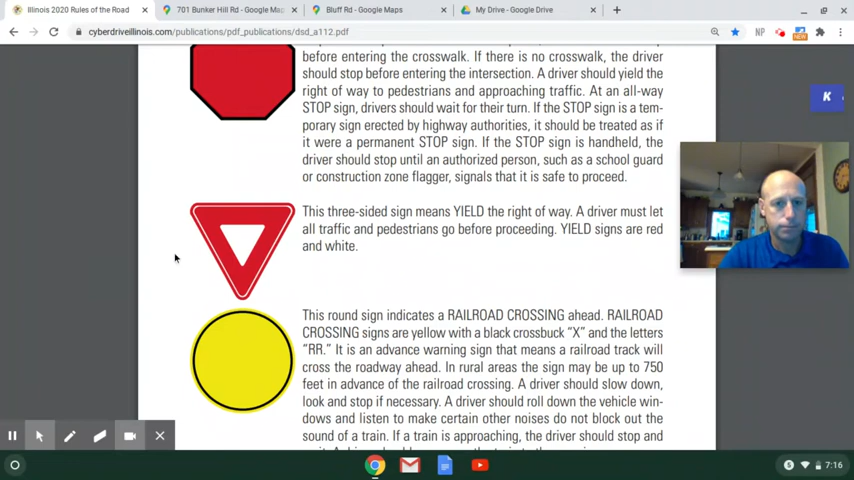 Illinois 2020 Rules of the Road
701 Bunker Hill Rd - Google Ma
Bluff Rd - Google Maps
My Drive - Google Drive
cyberdriveillinois.com/publications/pdf_publications/dsd_a112.pdf
NP
NEW
before entering the crosswalk. If there is no crosswalk, the driver
should stop before entering the intersection. A driver should yield the
right of way to pedestrians and approaching traffic. At an all-way
STOP sign, drivers should wait for their turn. If the STOP sign is a tem-
porary sign erected by highway authorities, it should be treated as if
it were a permanent STOP sign. If the STOP sign is handheld, the
driver should stop until an authorized person, such as a school guard
or construction zone flagger, signals that it is safe to proceed.
K
This three-sided sign means YIELD the right of way. A driver must let
all traffic and pedestrians go before proceeding. YIELD signs are red
and white.
This round sign indicates a RAILROAD CROSSING ahead. RAILROAD
CROSSING signs are yellow with a black crossbuck “X” and the letters
“RR.” It is an advance warning sign that means a railroad track will
cross the roadway ahead. In rural areas the sign may be up to 750
feet in advance of the railroad crossing. A driver should slow down,
look and stop if necessary. A driver should roll down the vehicle win-
dows and listen to make certain other noises do not block out the
sound of a train. If a train is approaching, the driver should stop and
7:16